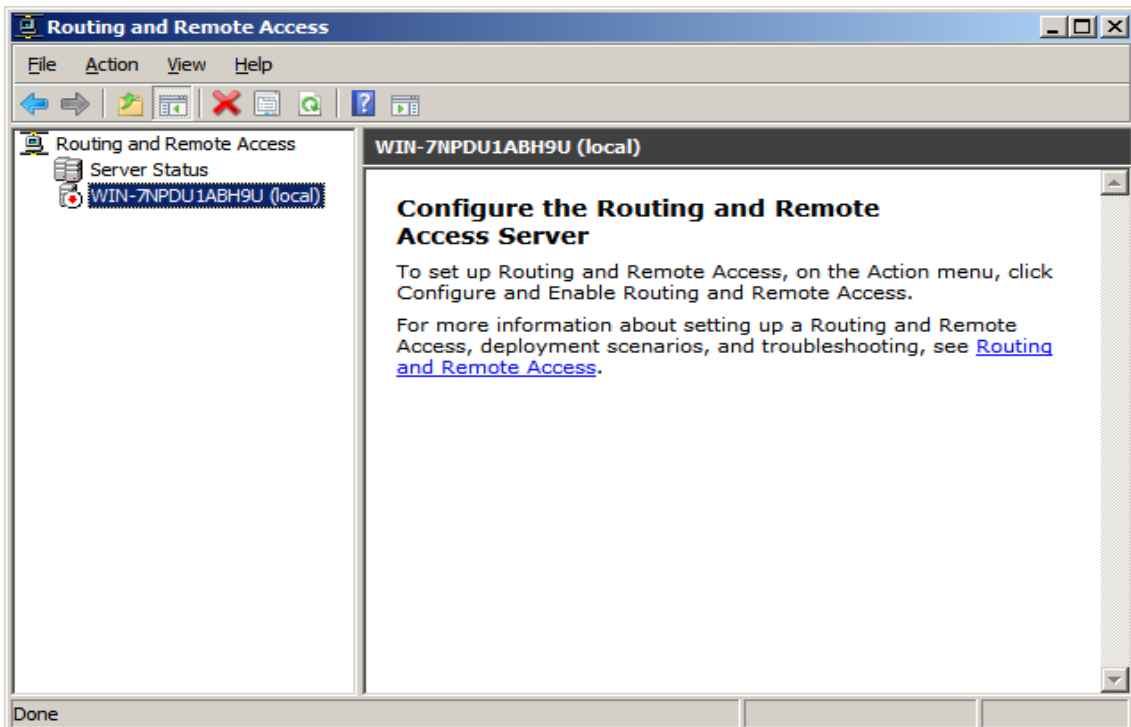 Routing and Remote Access
File Action View Help
Routing and Remote Access
Server Status
WIN-7NPDU1ABH9U (local)
WIN-7NPDU1ABH9U (local)
Configure the Routing and Remote
Access Server
To set up Routing and Remote Access, on the Action menu, click
Configure and Enable Routing and Remote Access.
For more information about setting up a Routing and Remote
Access, deployment scenarios, and troubleshooting, see Routing
and Remote Access.
Done